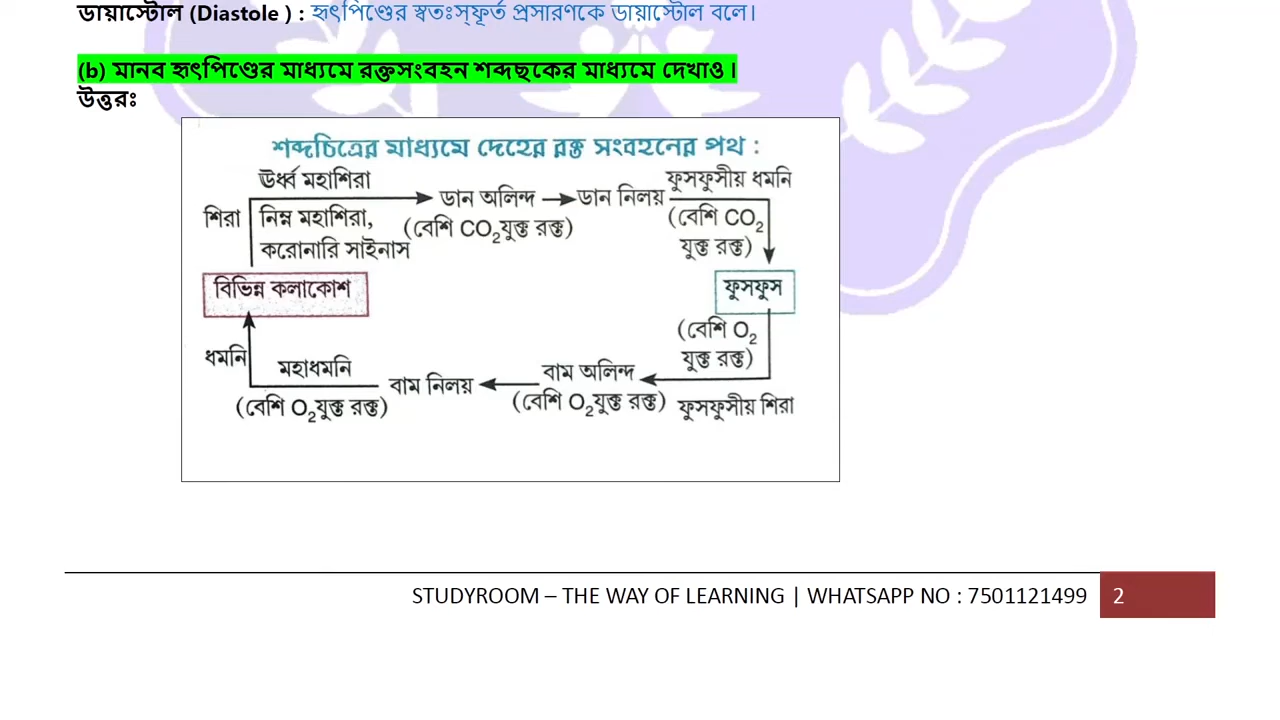 ডায়াস্টোল (Diastole ) : হৃৎপিণ্ডের স্বতঃস্ফূর্ত প্রসারণকে ডায়াস্টোল বলে।
(b) মানব হৃৎপিণ্ডের মাধ্যমে রক্তসংবহন শব্দছকের মাধ্যমে দেখাও।
উত্তরঃ
শব্দচিত্রের মাধ্যমে দেহের রক্ত সংবহনের পথ :
ঊর্ধ্ব মহাশিরা
ডান অলিন্দ
ডান নিলয়
ফুসফুসীয় ধমনি
শিরা
নিম্ন মহাশিরা,
করোনারি সাইনাস
(বেশি CO2যুক্ত রক্ত)
(বেশি CO2
যুক্ত রক্ত)
বিভিন্ন কলাকোশ
ফুসফুস
(বেশি O2
যুক্ত রক্ত)
ধমনি
মহাধমনি
বাম নিলয়
বাম অলিন্দ
(বেশি O2যুক্ত রক্ত)
(বেশি O2যুক্ত রক্ত)
ফুসফুসীয় শিরা
STUDYROOM – THE WAY OF LEARNING | WHATSAPP NO : 7501121499
2